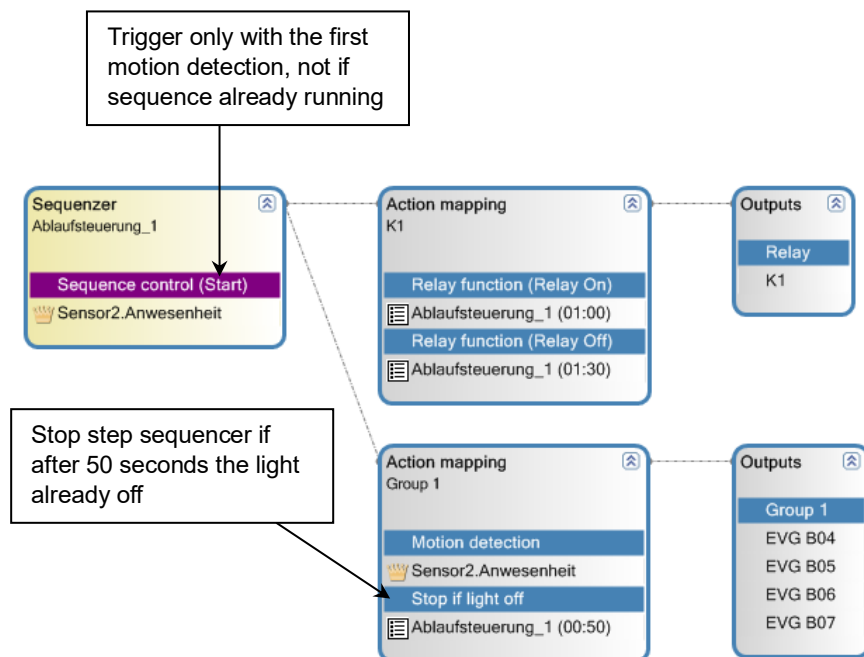 Trigger only with the first
motion detection, not if
sequence already running
Sequenzer
Ablaufsteuerung_1
Sequence control (Start)
Sensor2.Anwesenheit
Action mapping
K1
Relay function (Relay On)
Ablaufsteuerung_1 (01:00)
Relay function (Relay Off)
Ablaufsteuerung_1 (01:30)
Outputs
Relay
K1
Stop step sequencer if
after 50 seconds the light
already off
Action mapping
Group 1
Motion detection
Sensor2.Anwesenheit
Stop if light off
Ablaufsteuerung_1 (00:50)
Outputs
Group 1
EVG B04
EVG B05
EVG B06
EVG B07